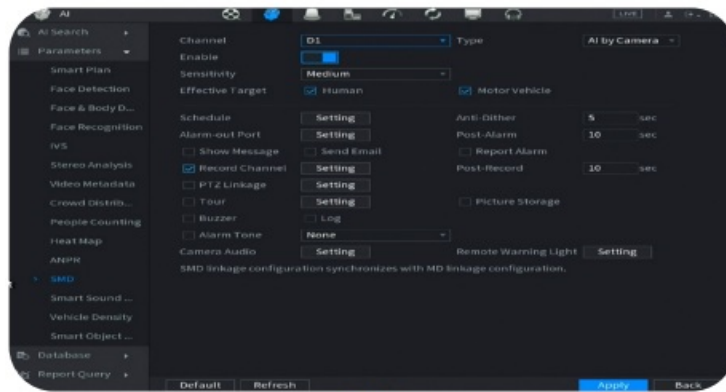 AI
LIVE
AI Search
Parameters
Smart Plan
Face Detection
Face & Body D...
Face Recognition
IVS
Stereo Analysis
Video Metadata
Crowd Distrib...
People Counting
Heat Map
ANPR
SMD
Smart Sound ...
Vehicle Density
Smart Object ...
Database
Report Query
Channel D1 Type AI by Camera
Enable
Sensitivity Medium
Effective Target Human Motor Vehicle
Schedule Setting Anti-Dither 5 sec
Alarm-out Port Setting Post-Alarm 10 sec
Show Message Send Email Report Alarm
Record Channel Setting Post-Record 10 sec
PTZ Linkage Setting
Tour Setting Picture Storage
Buzzer Log
Alarm Tone None
Camera Audio Setting Remote Warning Light Setting
SMD linkage configuration synchronizes with MD linkage configuration.
Default Refresh Apply Back